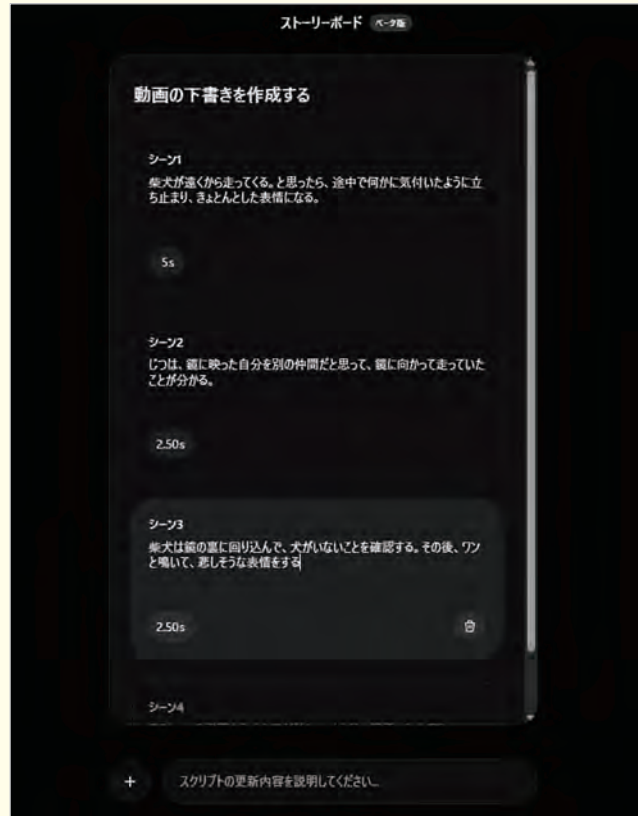 ストーリーボード ベータ版
動画の下書きを作成する
シーン1
柴犬が遠くから走ってくる。と思ったら、途中で何かに気付いたように立
ち止まり、きょとんとした表情になる。
5s
シーン2
じつは、鏡に映った自分を別の仲間だと思って、鏡に向かって走っていた
ことが分かる。
2.50s
シーン3
柴犬は鏡の裏に回り込んで、犬がいないことを確認する。その後、ワン
と鳴いて、悲しそうな表情をする
2.50s
シーン4
+ スクリプトの更新内容を説明してください...